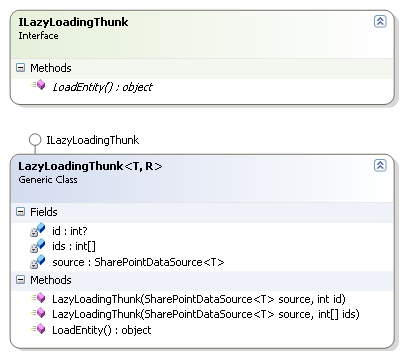 ILazyLoadingThunk
Interface
Methods
LoadEntity() : object
ILazyLoadingThunk
LazyLoadingThunk<T, R>
Generic Class
Fields
id : int?
ids : int[]
source : SharePointDataSource<T>
Methods
LazyLoadingThunk(SharePointDataSource<T> source, int id)
LazyLoadingThunk(SharePointDataSource<T> source, int[] ids)
LoadEntity() : object